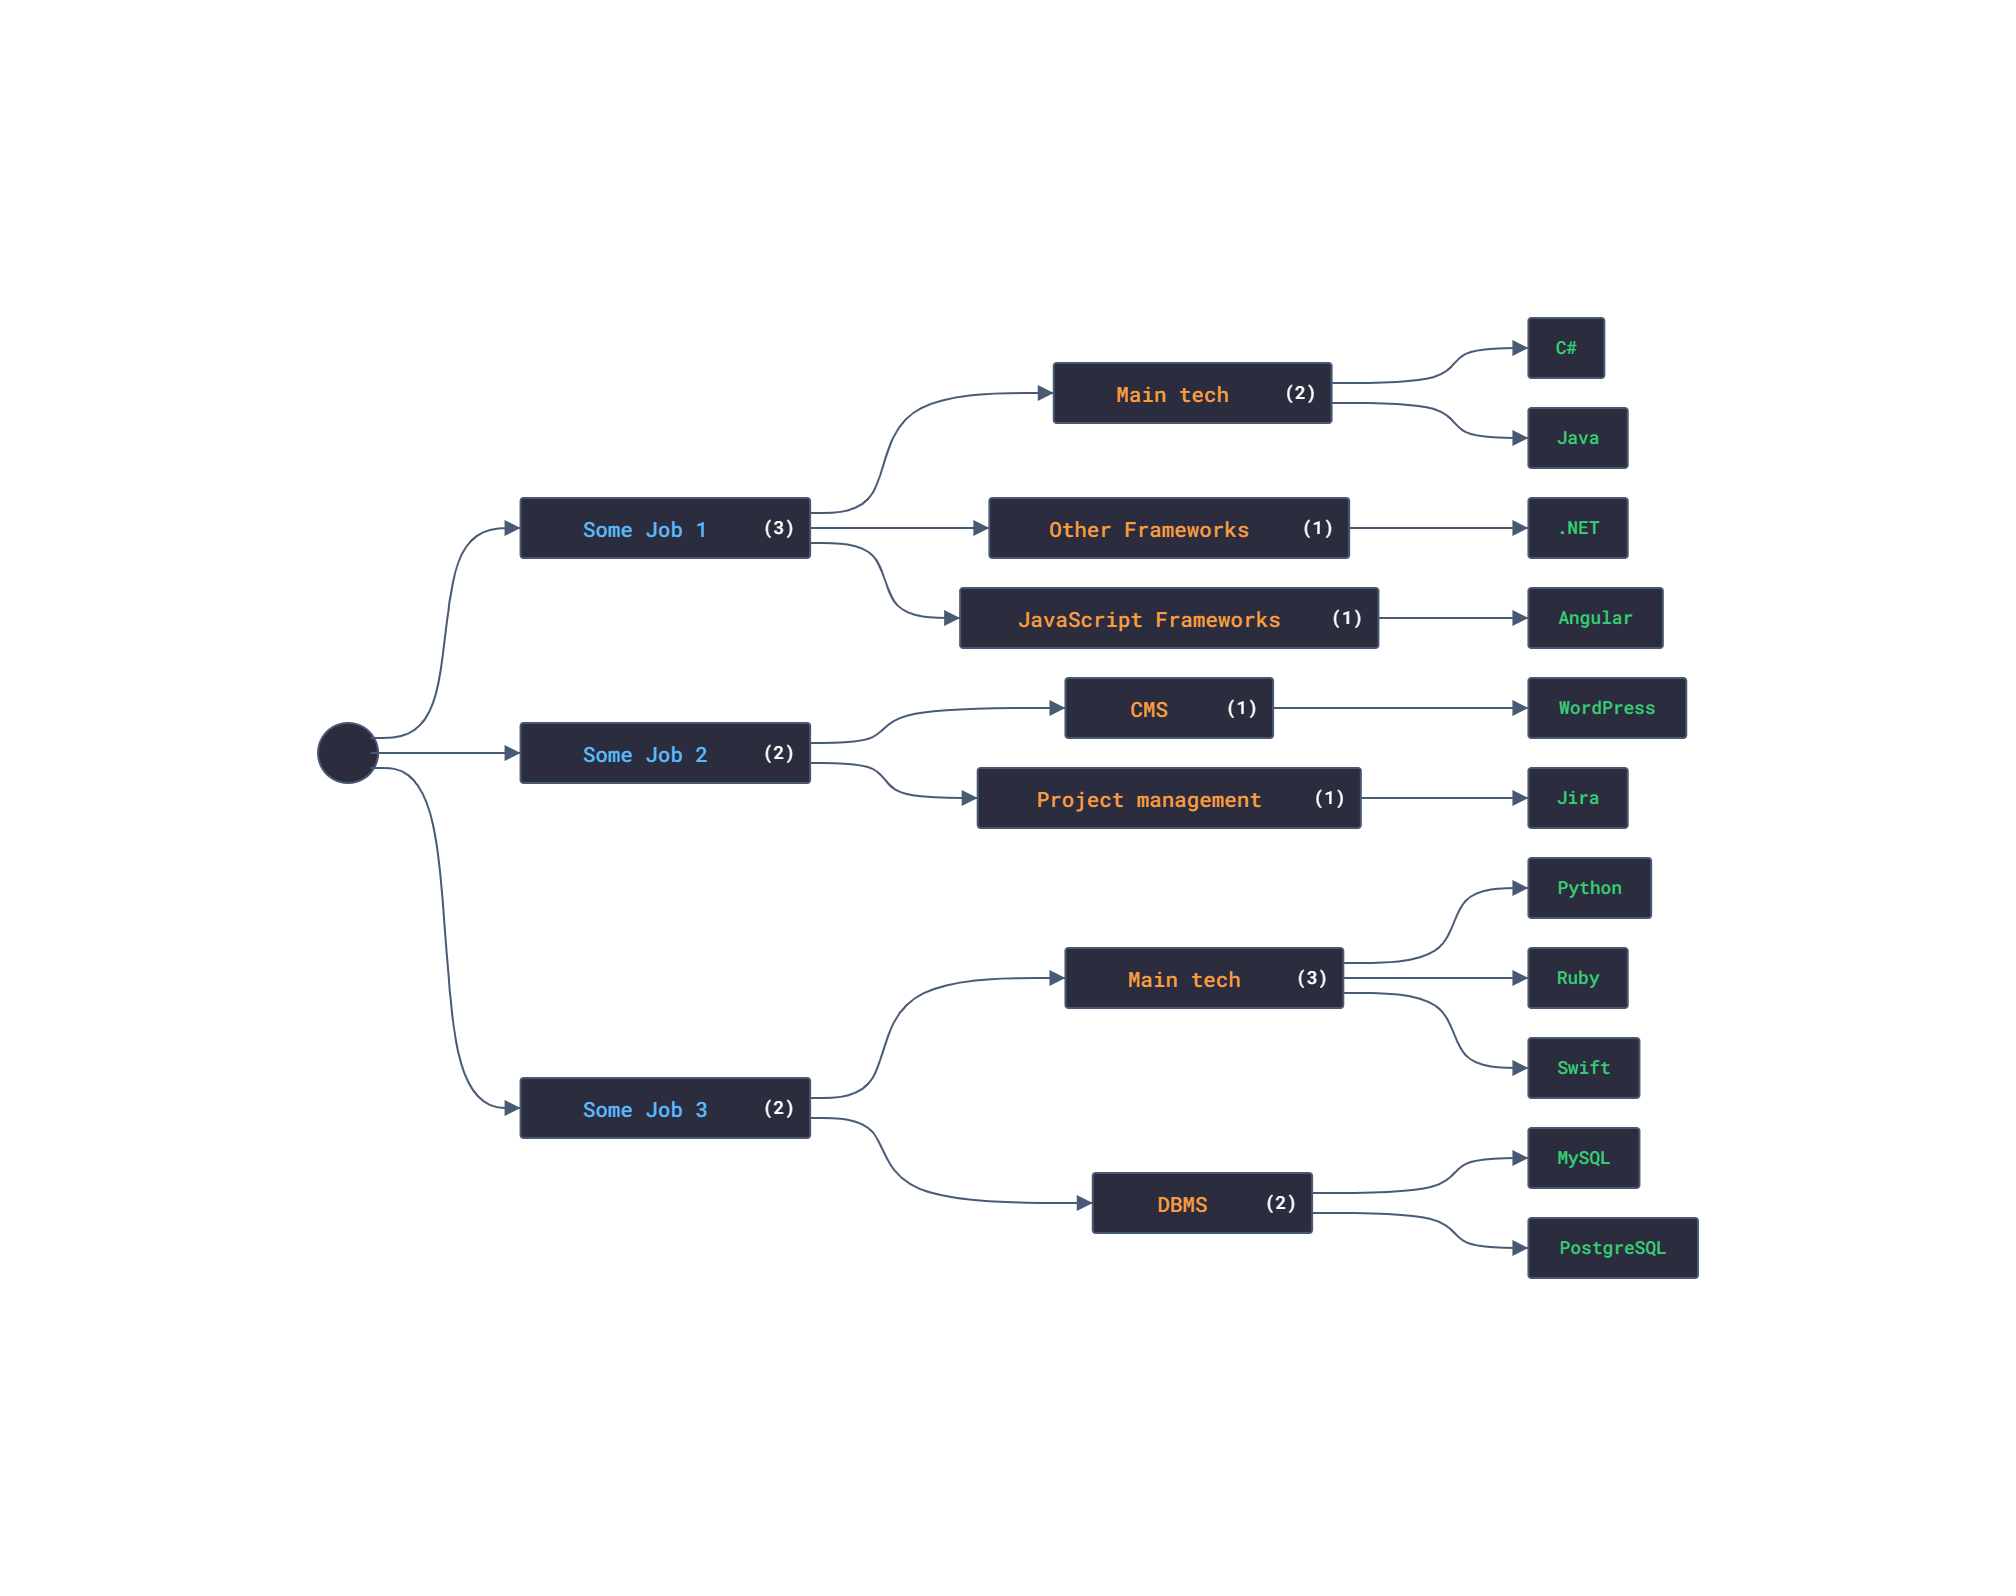 Some Job 1 (3)
Main tech (2)
C#
Java
Other Frameworks (1)
.NET
JavaScript Frameworks (1)
Angular
Some Job 2 (2)
CMS (1)
WordPress
Project management (1)
Jira
Some Job 3 (2)
Main tech (3)
Python
Ruby
Swift
DBMS (2)
MySQL
PostgreSQL